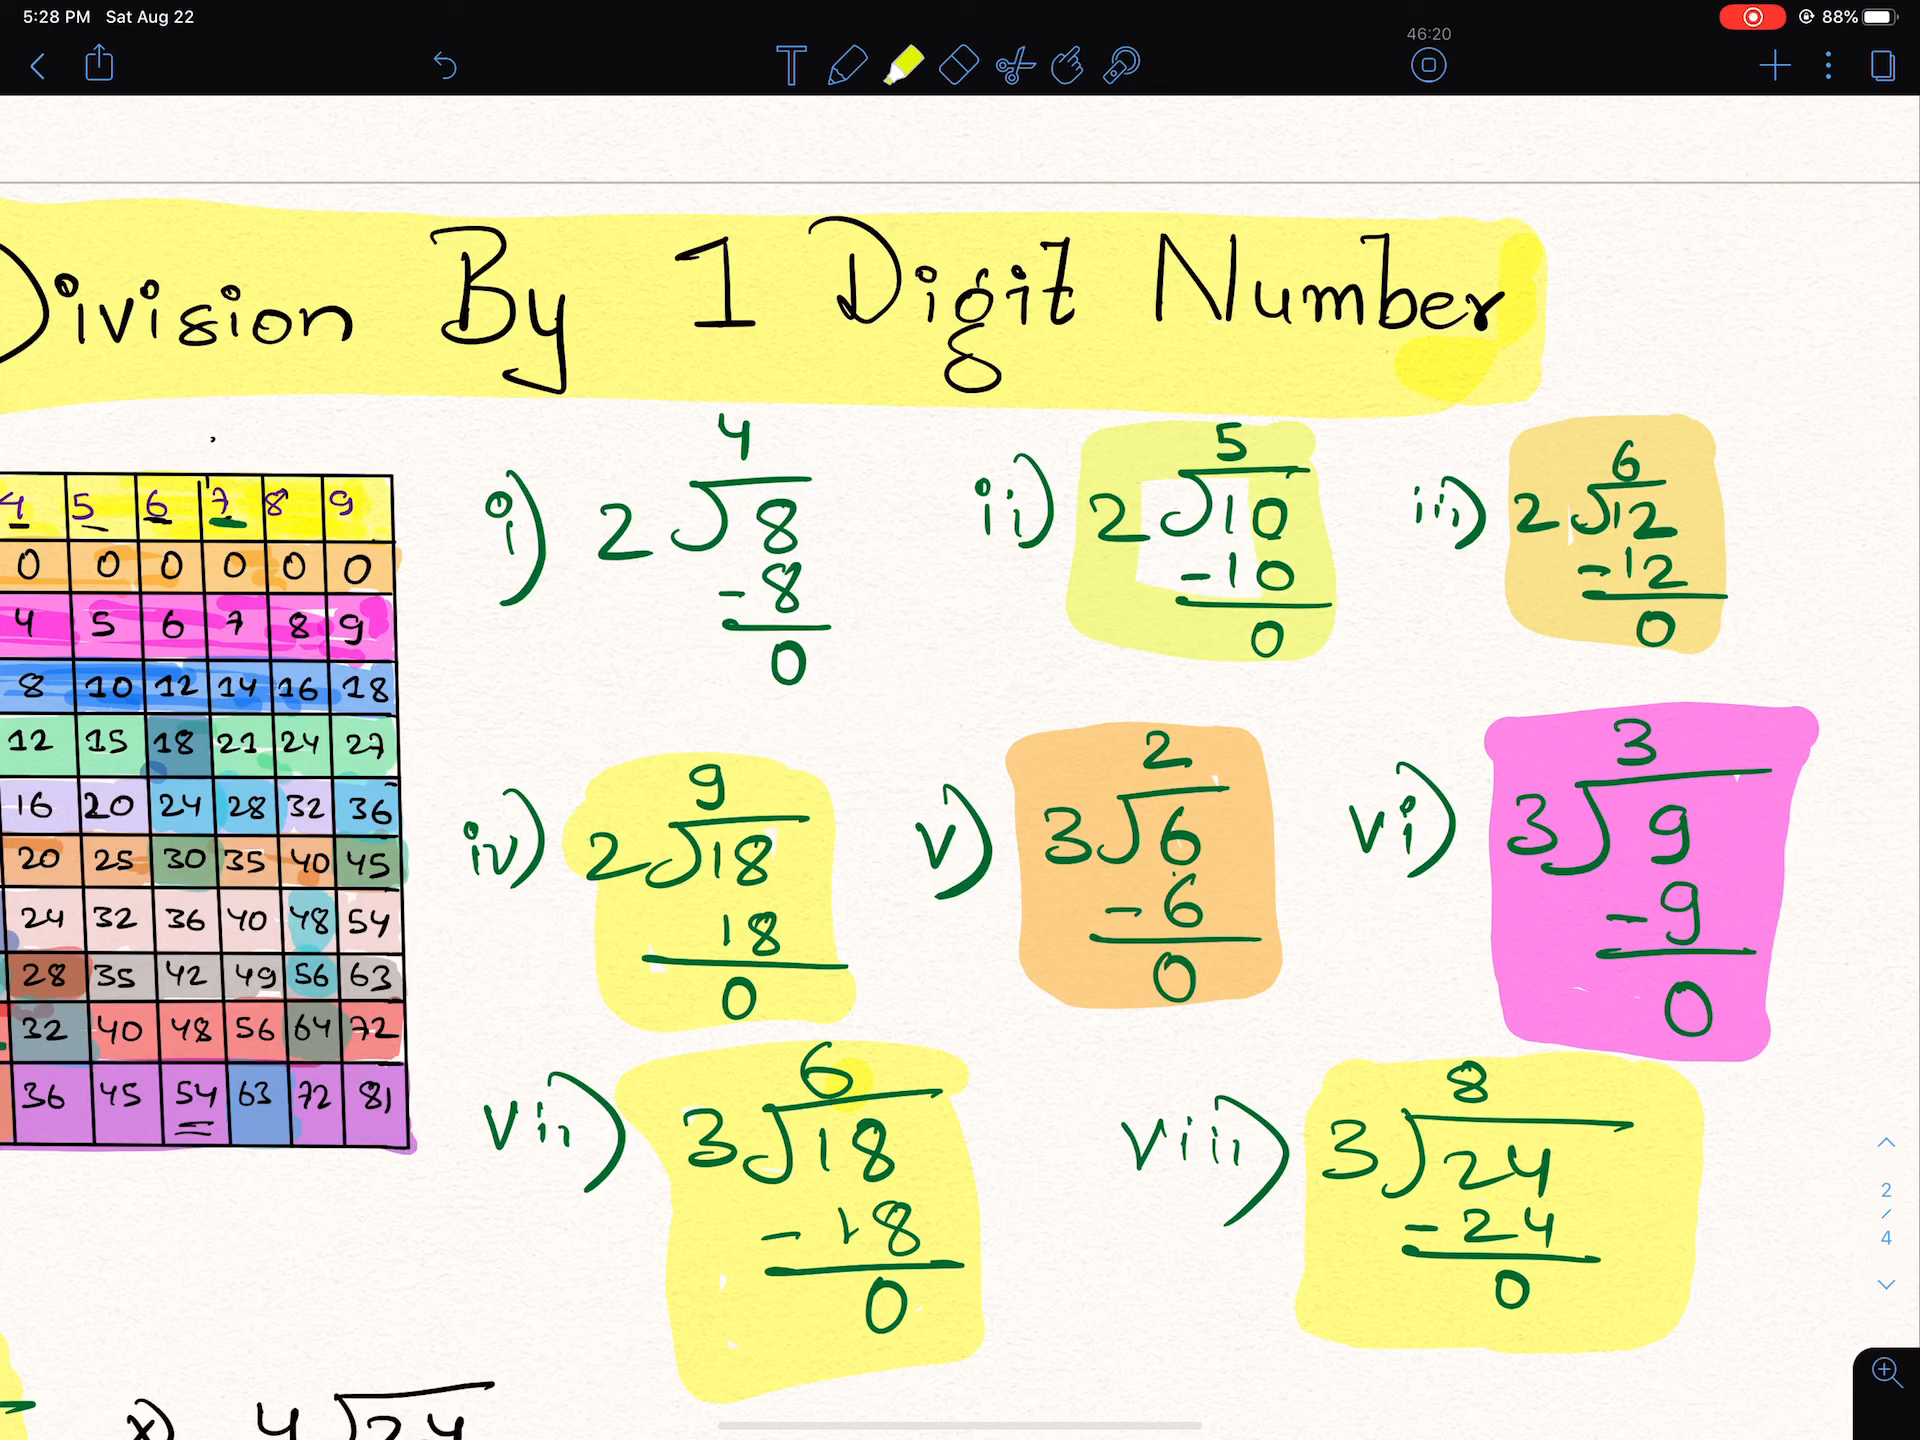 5:28 PM Sat Aug 22
88%
46:20
T
Division By 1 Digit Number
4 5 6 7 8 9
0 0 0 0 0 0
4 5 6 7 8 9
8 10 12 14 16 18
12 15 18 21 24 27
16 20 24 28 32 36
20 25 30 35 40 45
24 32 36 40 48 54
28 35 42 49 56 63
32 40 48 56 64 72
36 45 54 63 72 81
i) 4
2 8
- 8
0
ii) 5
2 10
- 10
0
iii) 6
2 12
- 12
0
iv) 9
2 18
18
0
v) 2
3 6
- 6
0
vi) 3
3 9
- 9
0
vii) 6
3 18
- 18
0
viii) 8
3 24
- 24
0
x) 4 24
2
/
4